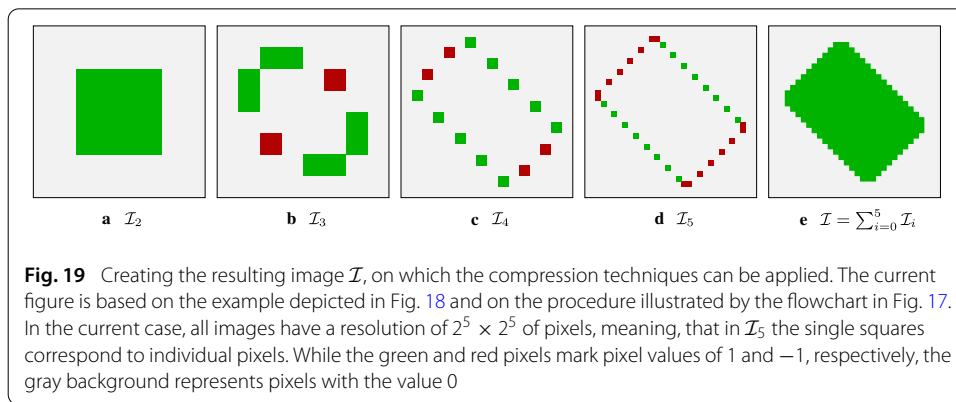 a 𝓘₂ b 𝓘₃ c 𝓘₄ d 𝓘₅ e 𝓘 = ∑⁵ᵢ₌₀ 𝓘ᵢ
Fig. 19 Creating the resulting image 𝓘, on which the compression techniques can be applied. The current
figure is based on the example depicted in Fig. 18 and on the procedure illustrated by the flowchart in Fig. 17.
In the current case, all images have a resolution of 2⁵ × 2⁵ of pixels, meaning, that in 𝓘₅ the single squares
correspond to individual pixels. While the green and red pixels mark pixel values of 1 and −1, respectively, the
gray background represents pixels with the value 0